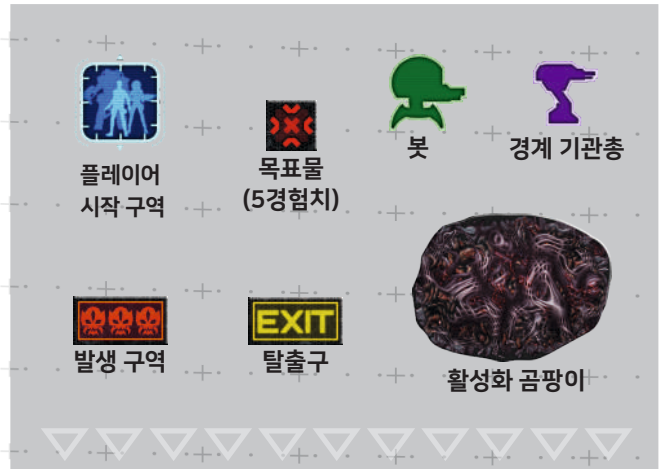 플레이어
시작 구역
목표물
(5경험치)
봇
경계 기관총
발생 구역
EXIT
탈출구
활성화 곰팡이